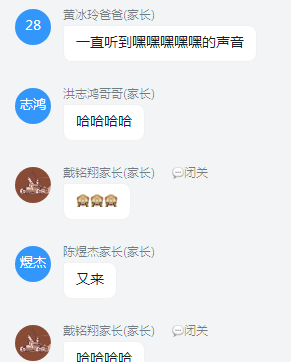 28
黄冰玲爸爸(家长)
一直听到嘿嘿嘿嘿嘿的声音
志鸿
洪志鸿哥哥(家长)
哈哈哈哈
戴铭翔家长(家长) 💬闭关
🙈🙈🙈
煜杰
陈煜杰家长(家长)
又来
戴铭翔家长(家长) 💬闭关
哈哈哈哈